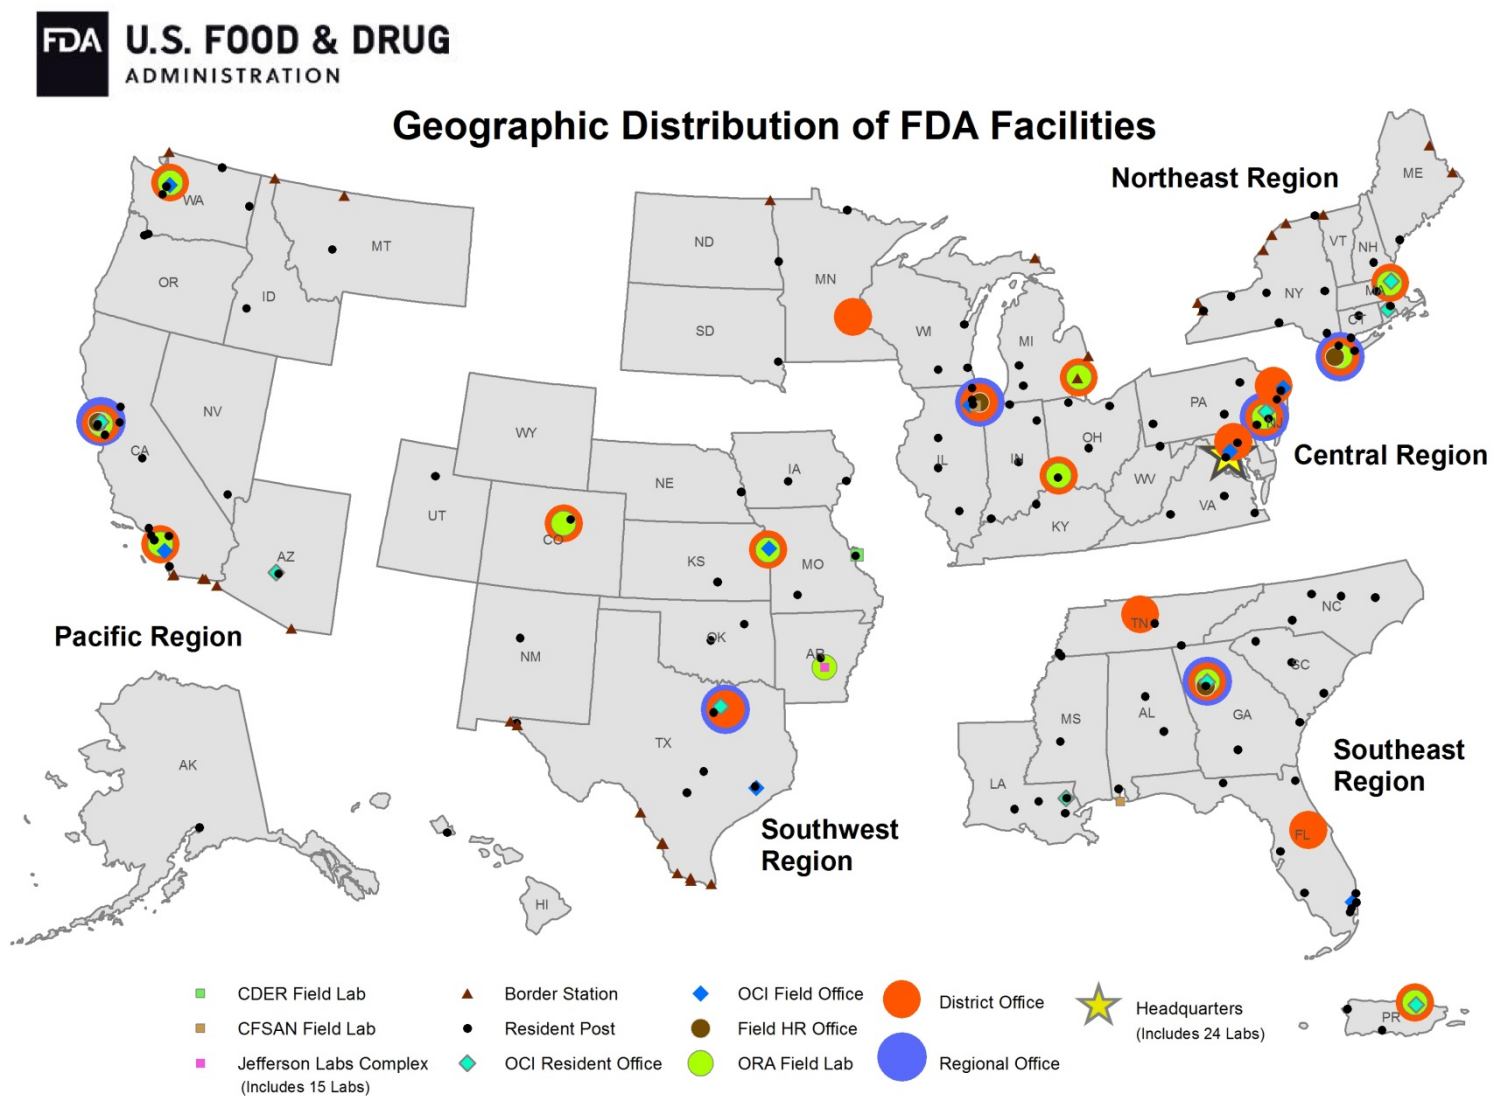 FDA
U.S. FOOD & DRUG
ADMINISTRATION
Geographic Distribution of FDA Facilities
Northeast Region
ME
WA
MT
ND
VT
NH
OR
ID
MN
NY
MA
SD
WI
MI
CT
NV
WY
PA
NJ
Central Region
CA
IA
OH
IL
IN
NE
WV
UT
VA
CO
KY
AZ
KS
MO
NC
Pacific Region
OK
TN
NM
AR
SC
MS
AL
GA
TX
Southeast
Region
AK
LA
Southwest
Region
FL
HI
CDER Field Lab
Border Station
OCI Field Office
District Office
Headquarters
(Includes 24 Labs)
PR
CFSAN Field Lab
Resident Post
Field HR Office
Jefferson Labs Complex
(Includes 15 Labs)
OCI Resident Office
ORA Field Lab
Regional Office